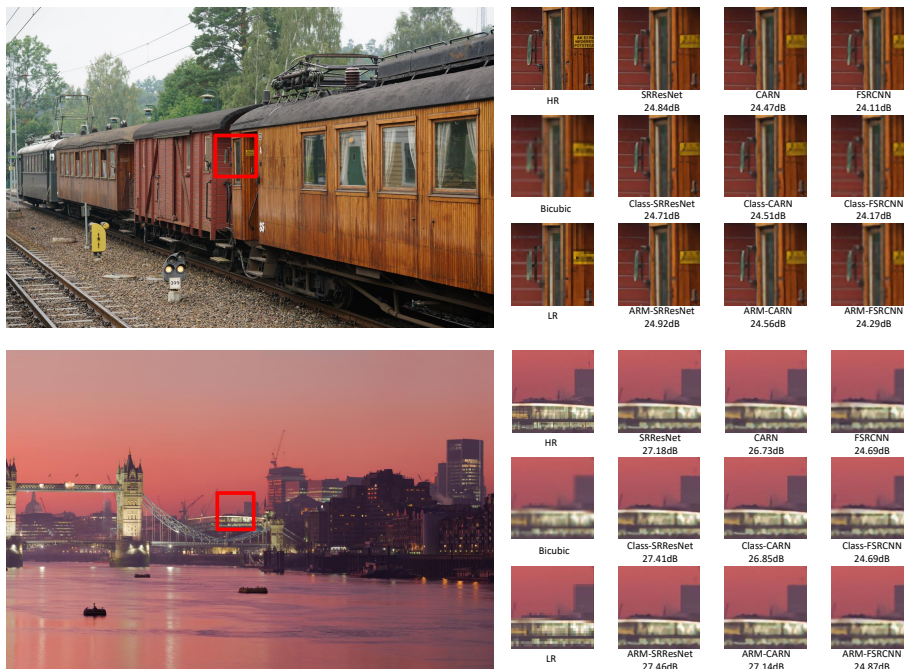 HR
SRResNet
24.84dB
CARN
24.47dB
FSRCNN
24.11dB
Bicubic
Class-SRResNet
24.71dB
Class-CARN
24.51dB
Class-FSRCNN
24.17dB
LR
ARM-SRResNet
24.92dB
ARM-CARN
24.56dB
ARM-FSRCNN
24.29dB
HR
SRResNet
27.18dB
CARN
26.73dB
FSRCNN
24.69dB
Bicubic
Class-SRResNet
27.41dB
Class-CARN
26.85dB
Class-FSRCNN
24.69dB
LR
ARM-SRResNet
27.46dB
ARM-CARN
27.14dB
ARM-FSRCNN
24.87dB